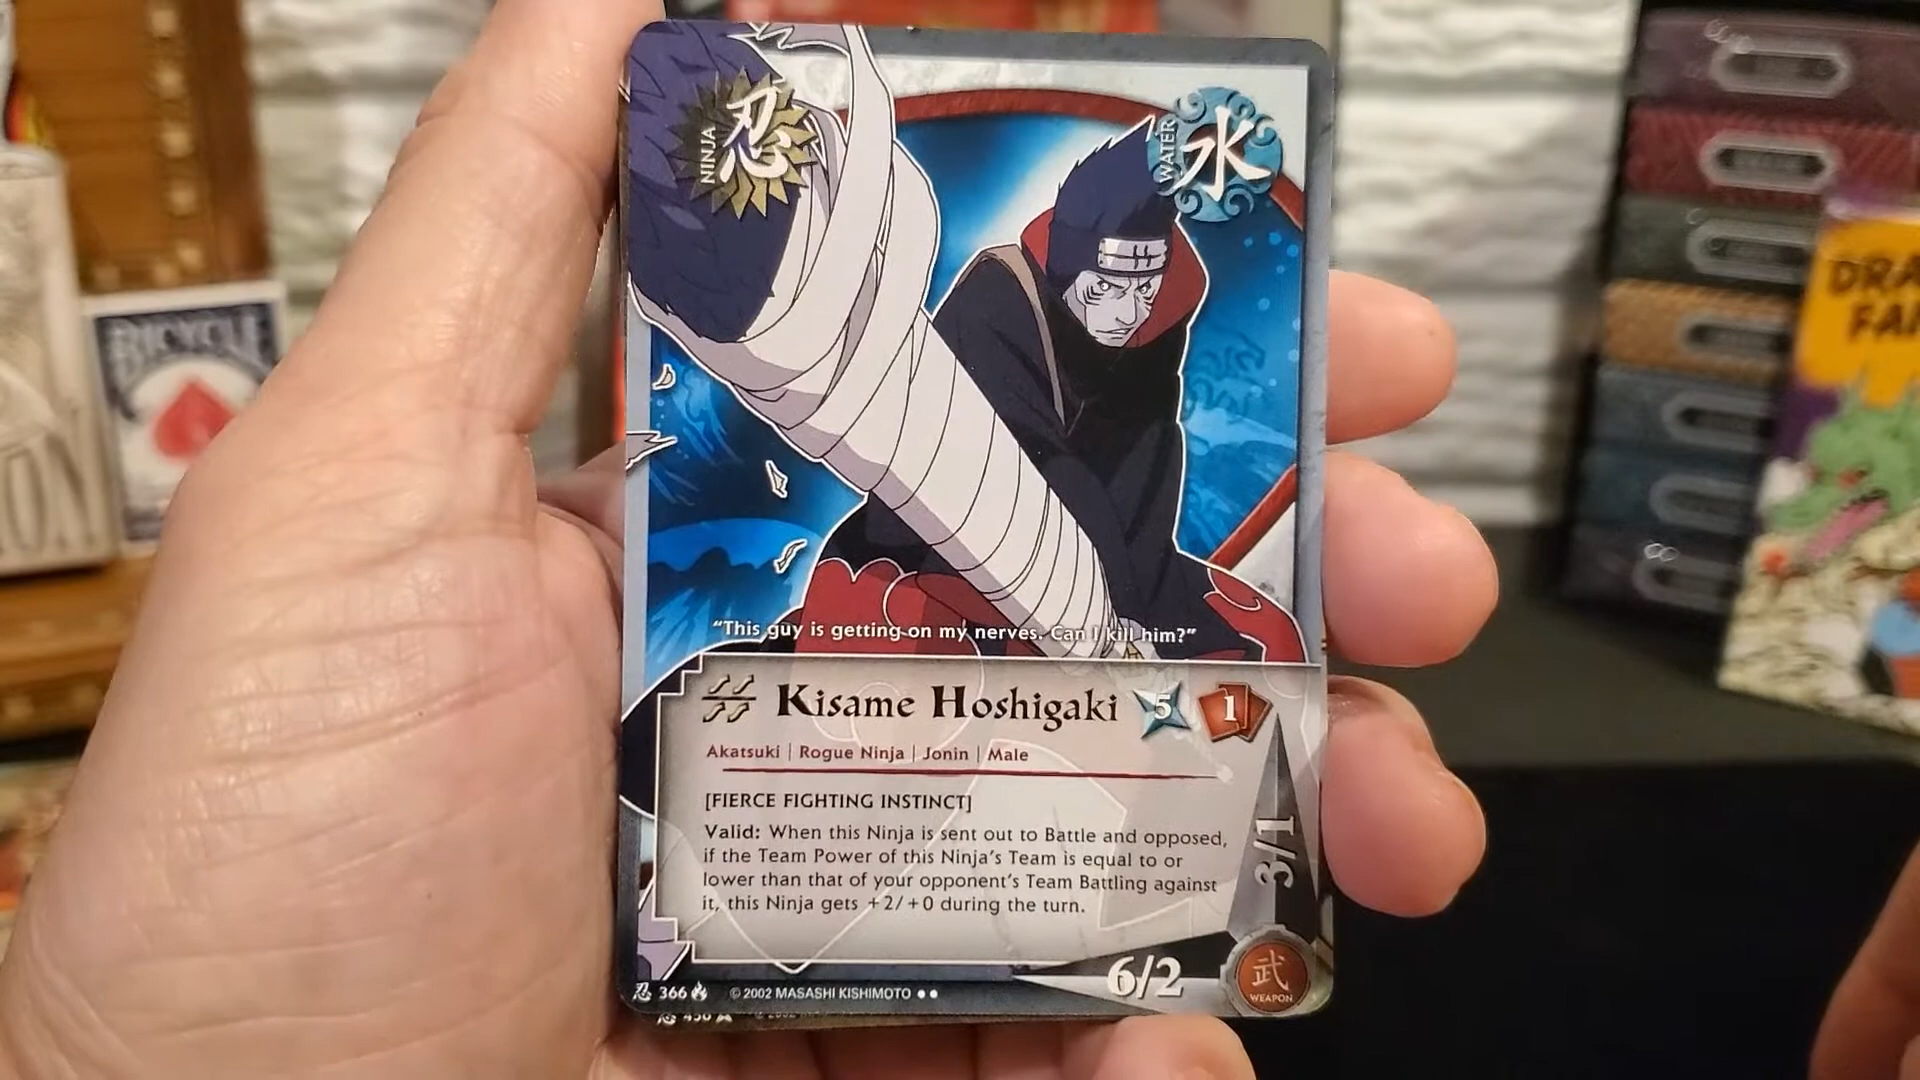 NINJA
忍
WATER
水
"This guy is getting on my nerves. Can I kill him?"
Kisame Hoshigaki 5 1
Akatsuki | Rogue Ninja | Jonin | Male
[FIERCE FIGHTING INSTINCT]
Valid: When this Ninja is sent out to Battle and opposed,
if the Team Power of this Ninja's Team is equal to or
lower than that of your opponent's Team Battling against
it, this Ninja gets +2/+0 during the turn.
3/1
6/2
武
WEAPON
忍 366 © 2002 MASASHI KISHIMOTO ●●
BICYCLE
DRA
FA